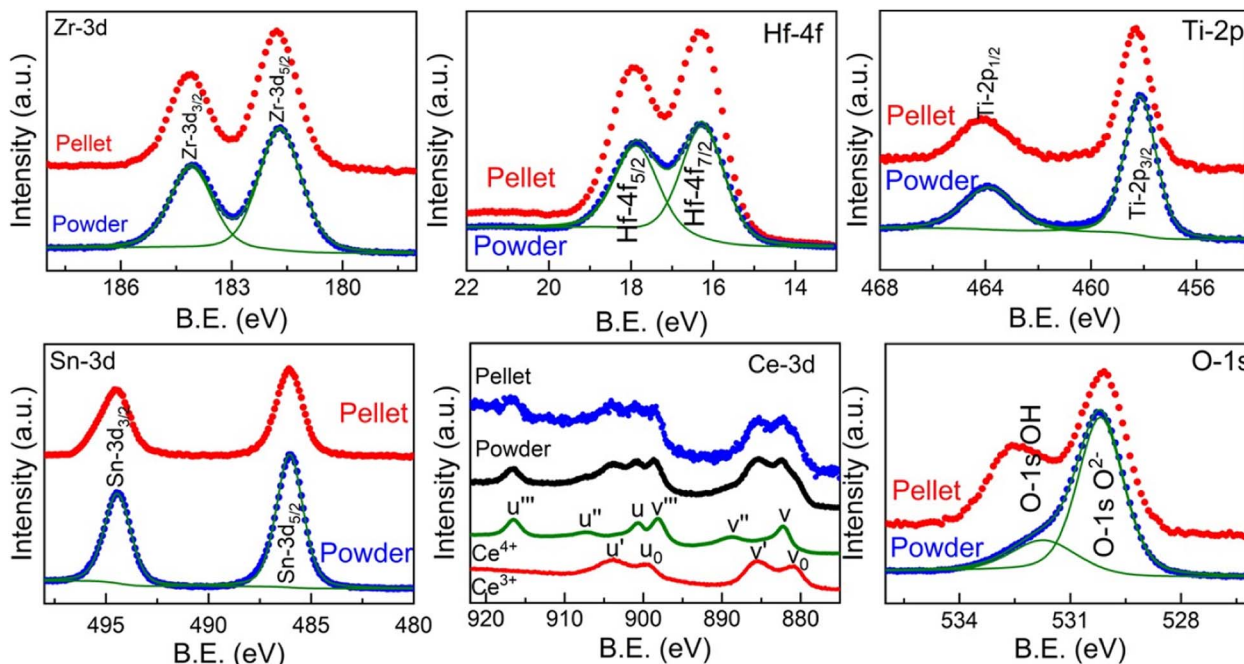 Zr-3d
Intensity (a.u.)
Zr-3d3/2
Zr-3d5/2
Pellet
Powder
186 183 180
B.E. (eV)
Hf-4f
Intensity (a.u.)
Pellet
Hf-4f5/2
Hf-4f7/2
Powder
22 20 18 16 14
B.E. (eV)
Ti-2p
Intensity (a.u.)
Ti-2p1/2
Pellet
Ti-2p3/2
Powder
468 464 460 456
B.E. (eV)
Sn-3d
Intensity (a.u.)
Pellet
Sn-3d3/2
Sn-3d5/2
Powder
495 490 485 480
B.E. (eV)
Ce-3d
Intensity (a.u.)
Pellet
Powder
u''' u'' u v''' v'' v
Ce4+
u' u0 v' v0
Ce3+
920 910 900 890 880
B.E. (eV)
O-1s
Intensity (a.u.)
O-1s OH
O-1s O2-
Pellet
Powder
534 531 528
B.E. (eV)